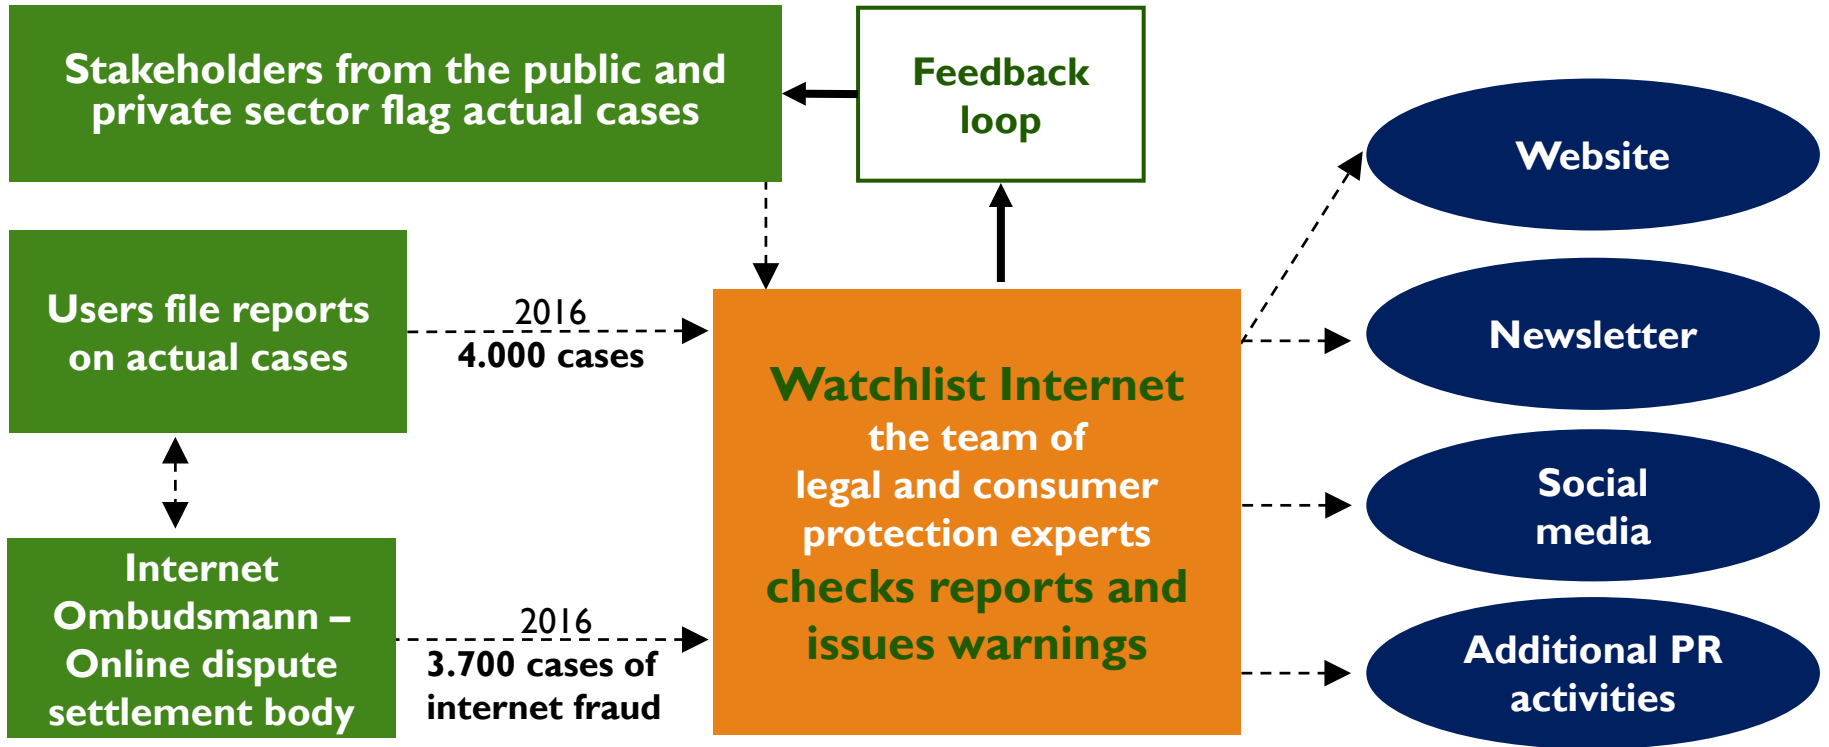 Stakeholders from the public and
private sector flag actual cases
Feedback
loop
Website
Users file reports
on actual cases
2016
4.000 cases
Newsletter
Watchlist Internet
the team of
legal and consumer
protection experts
checks reports and
issues warnings
Social
media
Internet
Ombudsmann –
Online dispute
settlement body
2016
3.700 cases of
internet fraud
Additional PR
activities